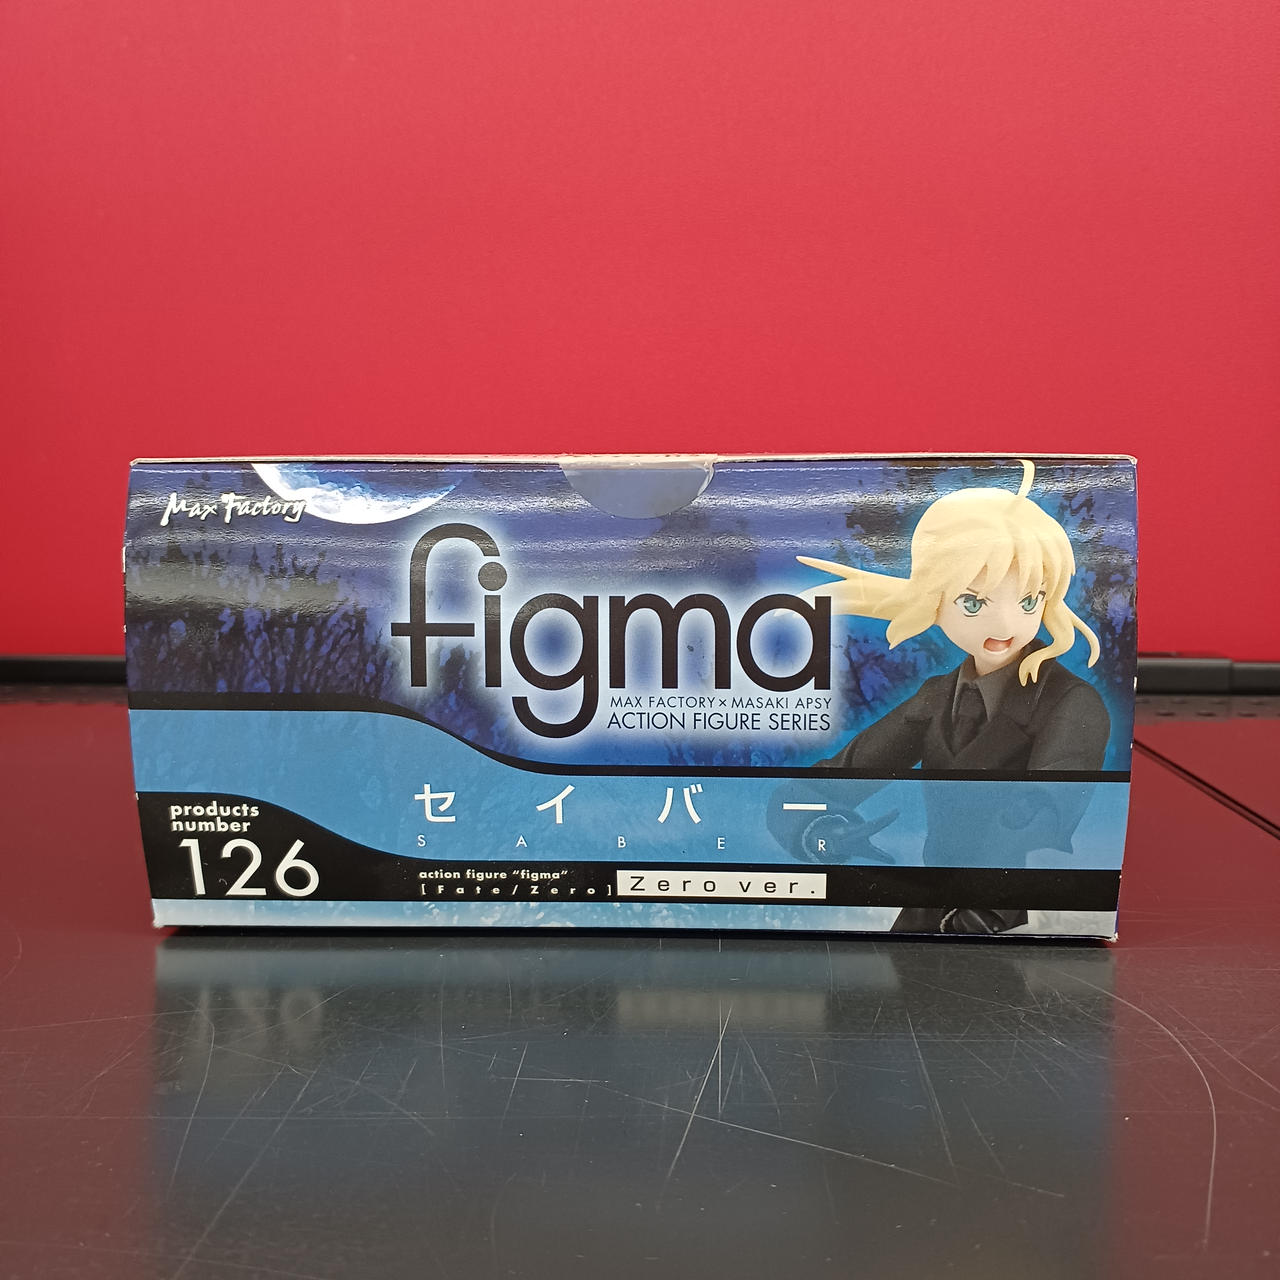 Max Factory
figma
MAX FACTORY × MASAKI APSY
ACTION FIGURE SERIES
セイバー
SABER
products
number
126
action figure "figma"
[Fate/Zero] Zero ver.